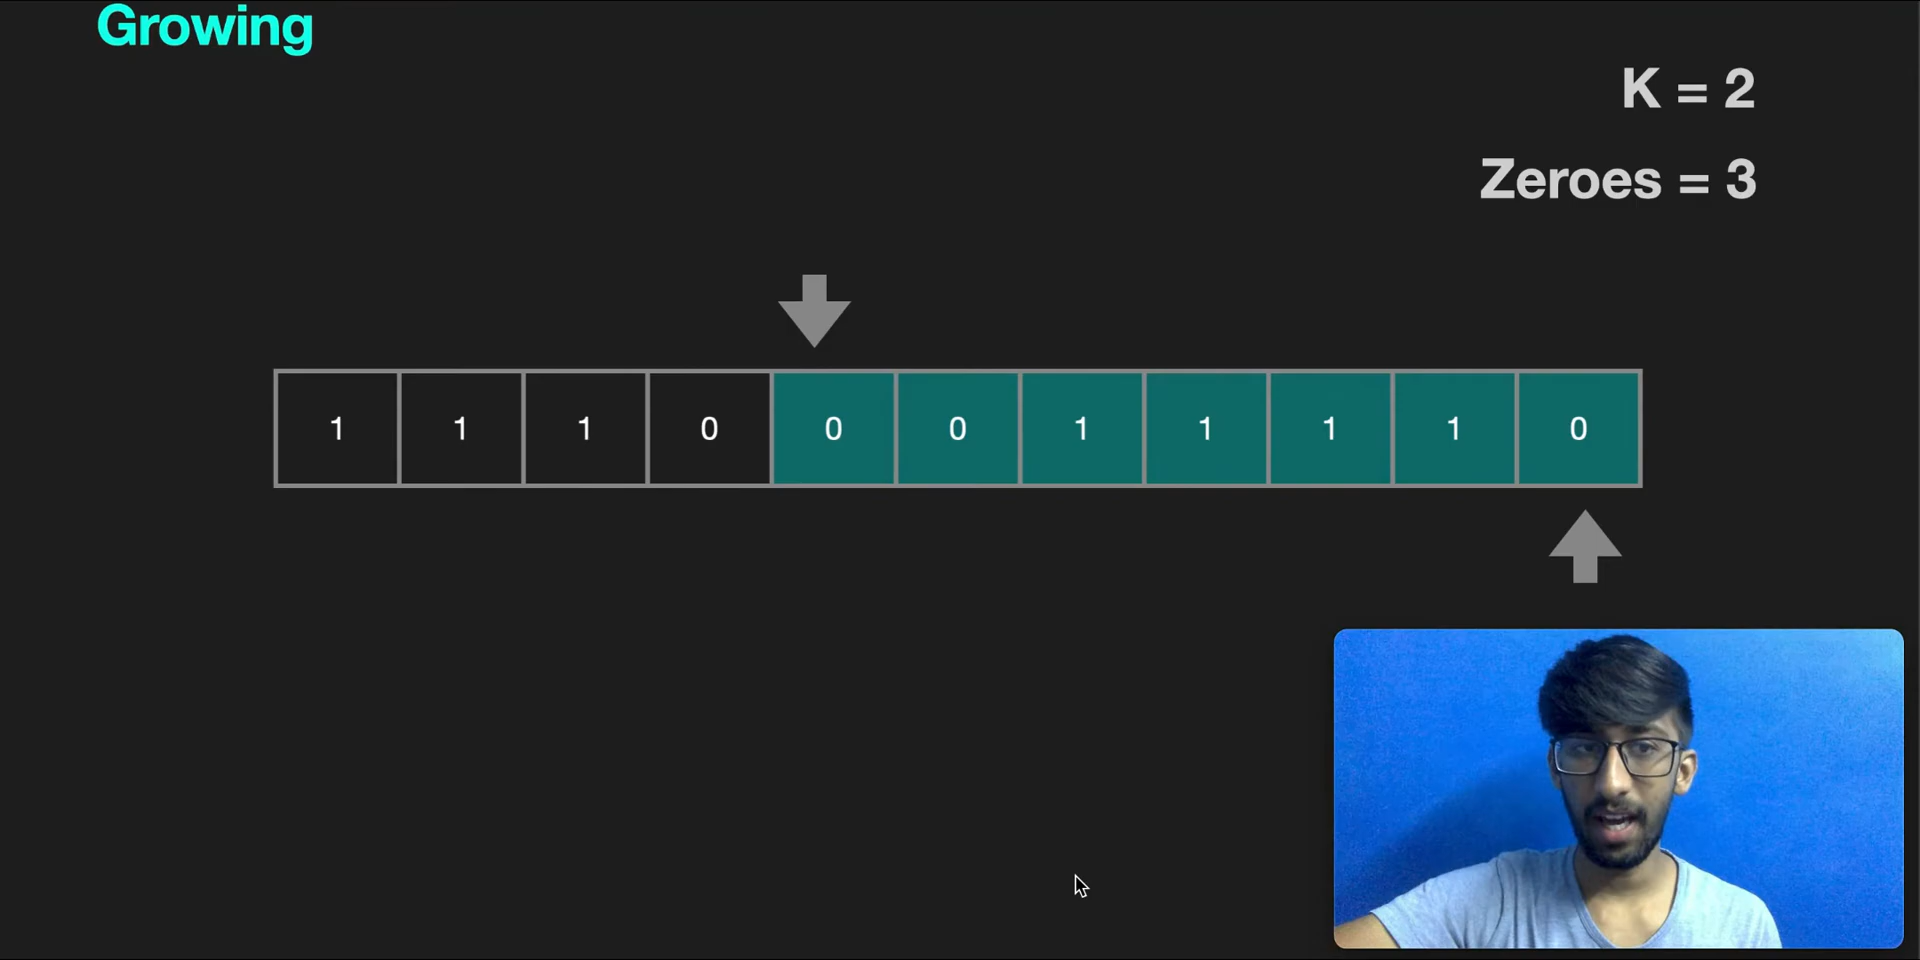 Growing
K = 2
Zeroes = 3
1 1 1 0 0 0 1 1 1 1 0